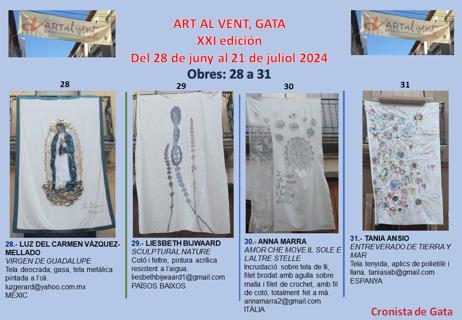 ART al vent
ART al vent
ART AL VENT, GATA
XXI edición
Del 28 de juny al 21 de juliol 2024
Obres: 28 a 31
28
29
30
31
28.- LUZ DEL CARMEN VÁZQUEZ-
MELLADO
VIRGEN DE GUADALUPE
Tela deocrada, gasa, tela metálica
pintada a l'oli.
luzgerard@yahoo.com.mx
MÈXIC
29.- LIESBETH BIJWAARD
SCULPTURAL NATURE
Cotó i feltre, pintura acrílica
resistent a l'aigua.
liesbethbijwaard1@gmail.com
PAÏSOS BAIXOS
30.- ANNA MARRA
AMOR CHE MOVE IL SOLE E
L'ALTRE STELLE
Incrustació sobre tela de lli,
filet brodat amb agulla sobre
malla i filet de crochet, amb fil
de cotó, totalment fet a mà.
annamarra2@gmail.com
ITÀLIA
31.- TANIA ANSIO
ENTREVERADO DE TIERRA Y
MAR
Tela tenyida, aplics de polietilé i
llana. taniasab@gmail.com
ESPANYA
Cronista de Gata